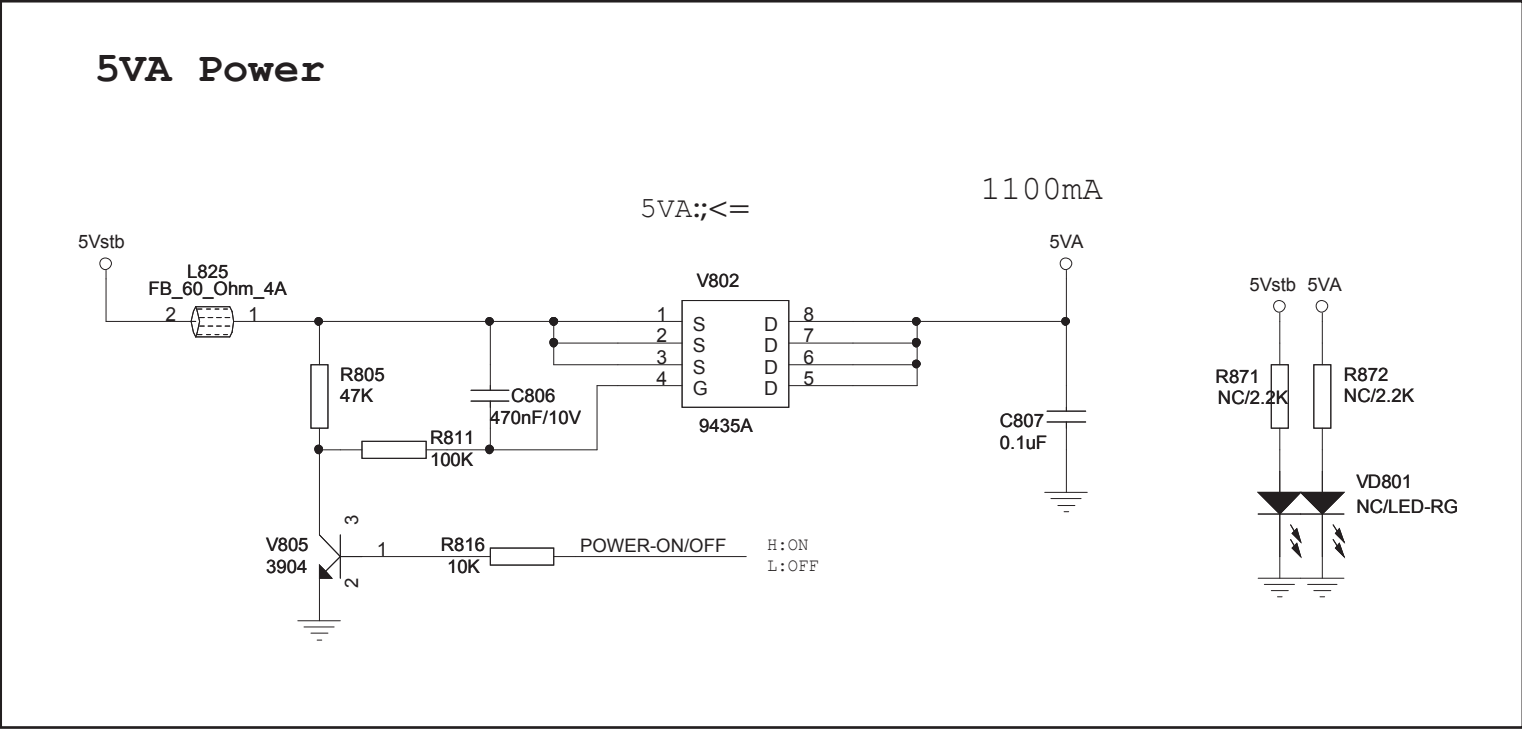 5VA Power
1100mA
5VA:;<=
5Vstb
5VA
L825
FB_60_Ohm_4A
2
1
V802
1
2
3
4
S
S
S
G
D
D
D
D
8
7
6
5
9435A
R805
47K
C806
470nF/10V
R811
100K
C807
0.1uF
V805
3904
3
1
2
R816
10K
POWER-ON/OFF
H:ON
L:OFF
5Vstb
5VA
R871
NC/2.2K
R872
NC/2.2K
VD801
NC/LED-RG